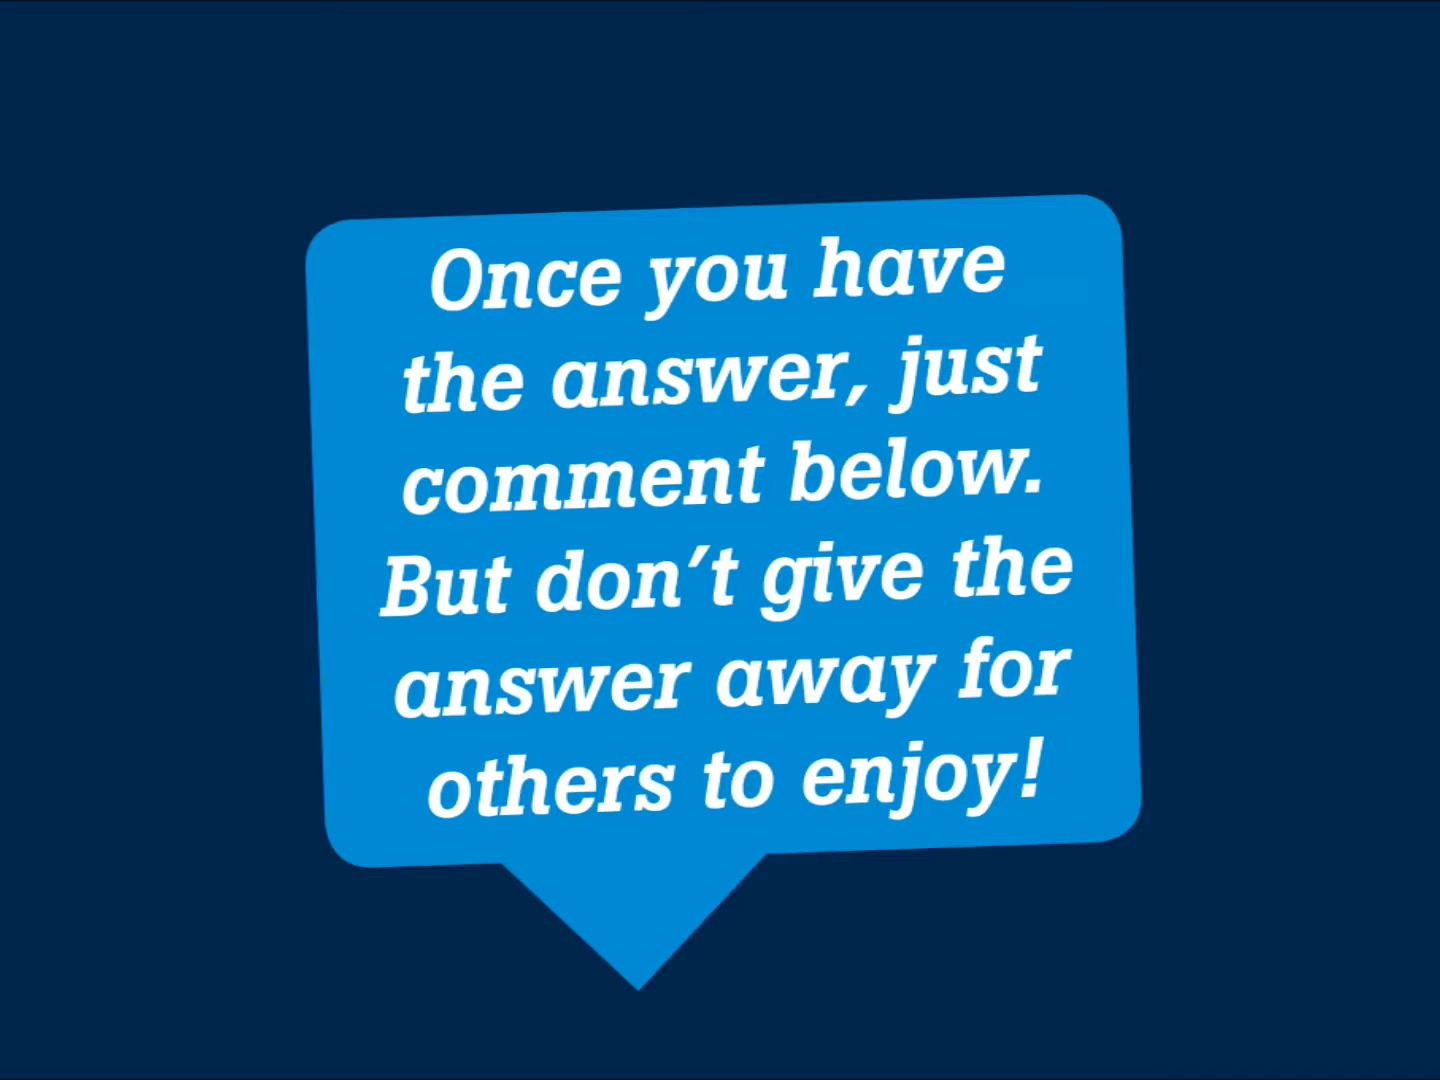 Once you have
the answer, just
comment below.
But don’t give the
answer away for
others to enjoy!